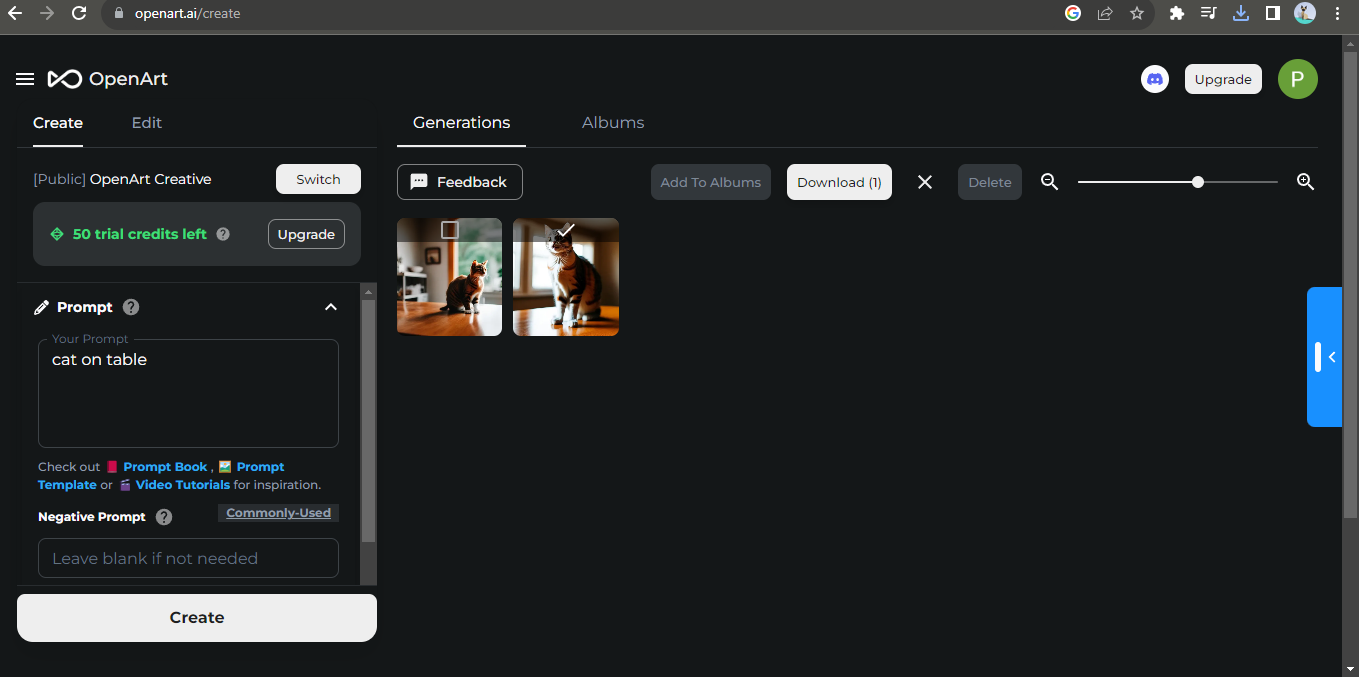 openart.ai/create
OpenArt
Upgrade
P
Create
Edit
Generations
Albums
[Public] OpenArt Creative
Switch
Feedback
Add To Albums
Download (1)
Delete
50 trial credits left ?
Upgrade
Prompt ?
Your Prompt
cat on table
Check out Prompt Book , Prompt
Template or Video Tutorials for inspiration.
Negative Prompt ?
Commonly-Used
Leave blank if not needed
Create